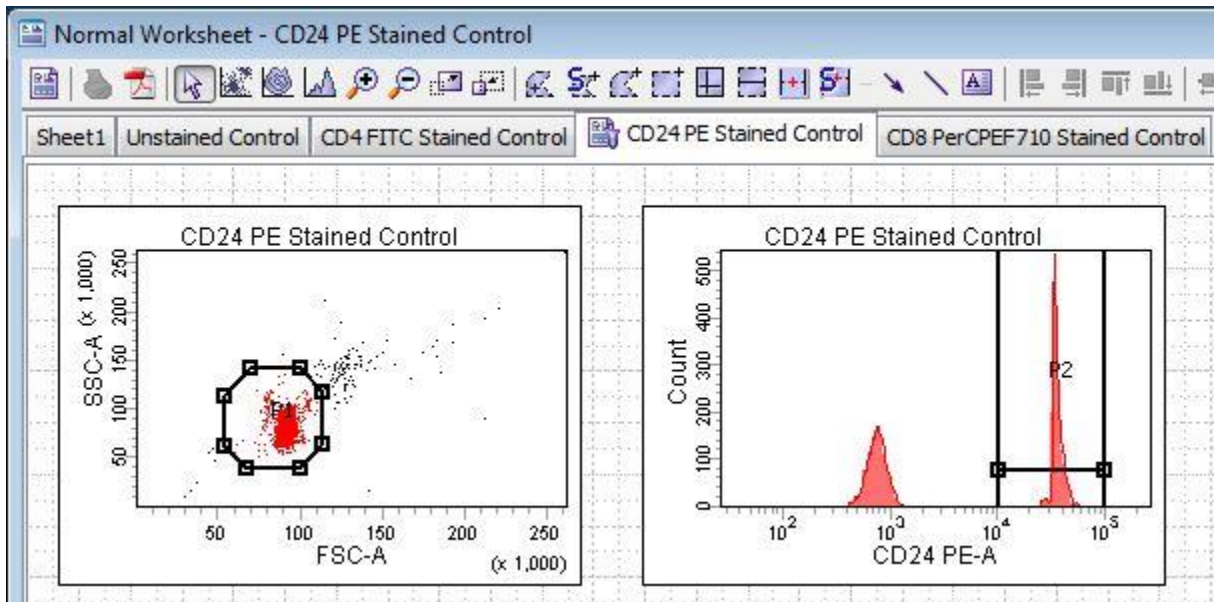 Normal Worksheet - CD24 PE Stained Control
Sheet1 Unstained Control CD4 FITC Stained Control CD24 PE Stained Control CD8 PerCPEF710 Stained Control
CD24 PE Stained Control
SSC-A (x 1,000)
250
200
150
100
50
P1
50 100 150 200 250
FSC-A
(x 1,000)
CD24 PE Stained Control
Count
500
400
300
200
100
0
P2
10² 10³ 10⁴ 10⁵
CD24 PE-A